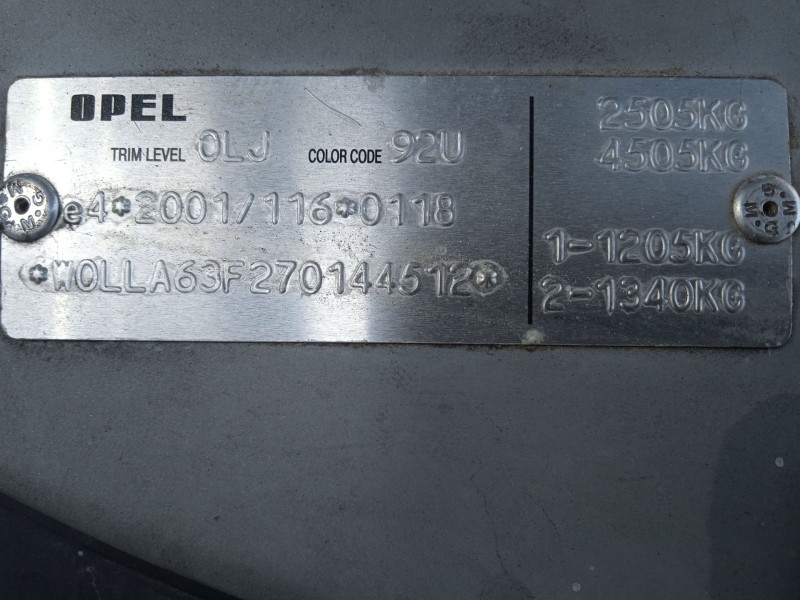 OPEL
TRIM LEVEL 0LJ COLOR CODE 92U
e4*2001/116*0118
*W0LLA63F270144512*
2505KG
4505KG
1-1205KG
2-1340KG